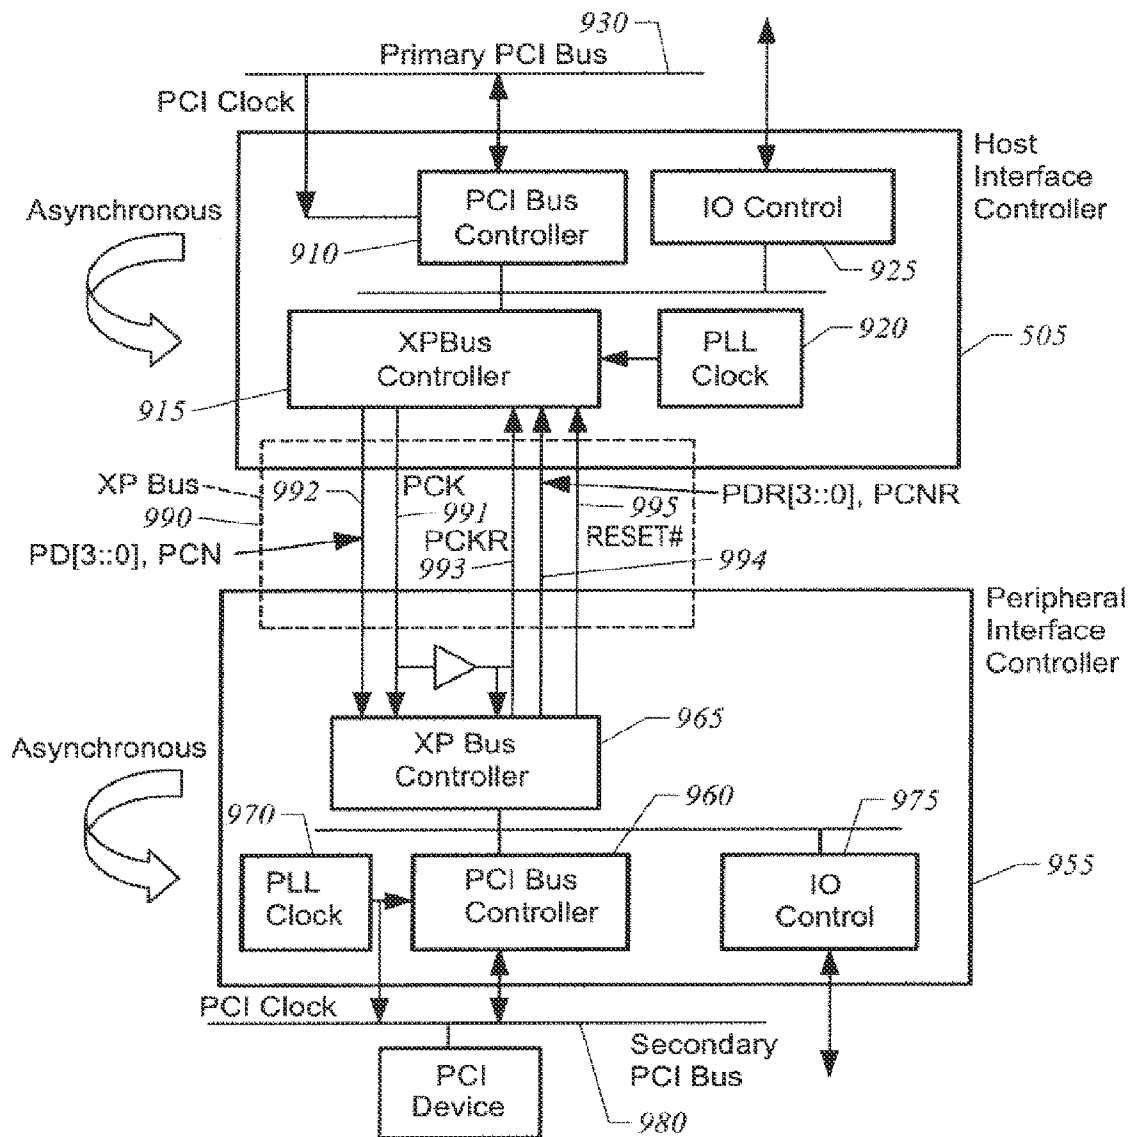 930
Primary PCI Bus
PCI Clock
Host
Interface
Controller
Asynchronous
PCI Bus
Controller
910
IO Control
925
XPBus
Controller
915
PLL
Clock
920
505
XP Bus
990
992
PCK
991
PDR[3::0], PCNR
995
PD[3::0], PCN
PCKR
993
RESET#
994
Peripheral
Interface
Controller
XP Bus
Controller
965
Asynchronous
970
960
975
PLL
Clock
PCI Bus
Controller
IO
Control
955
PCI Clock
Secondary
PCI Bus
PCI
Device
980